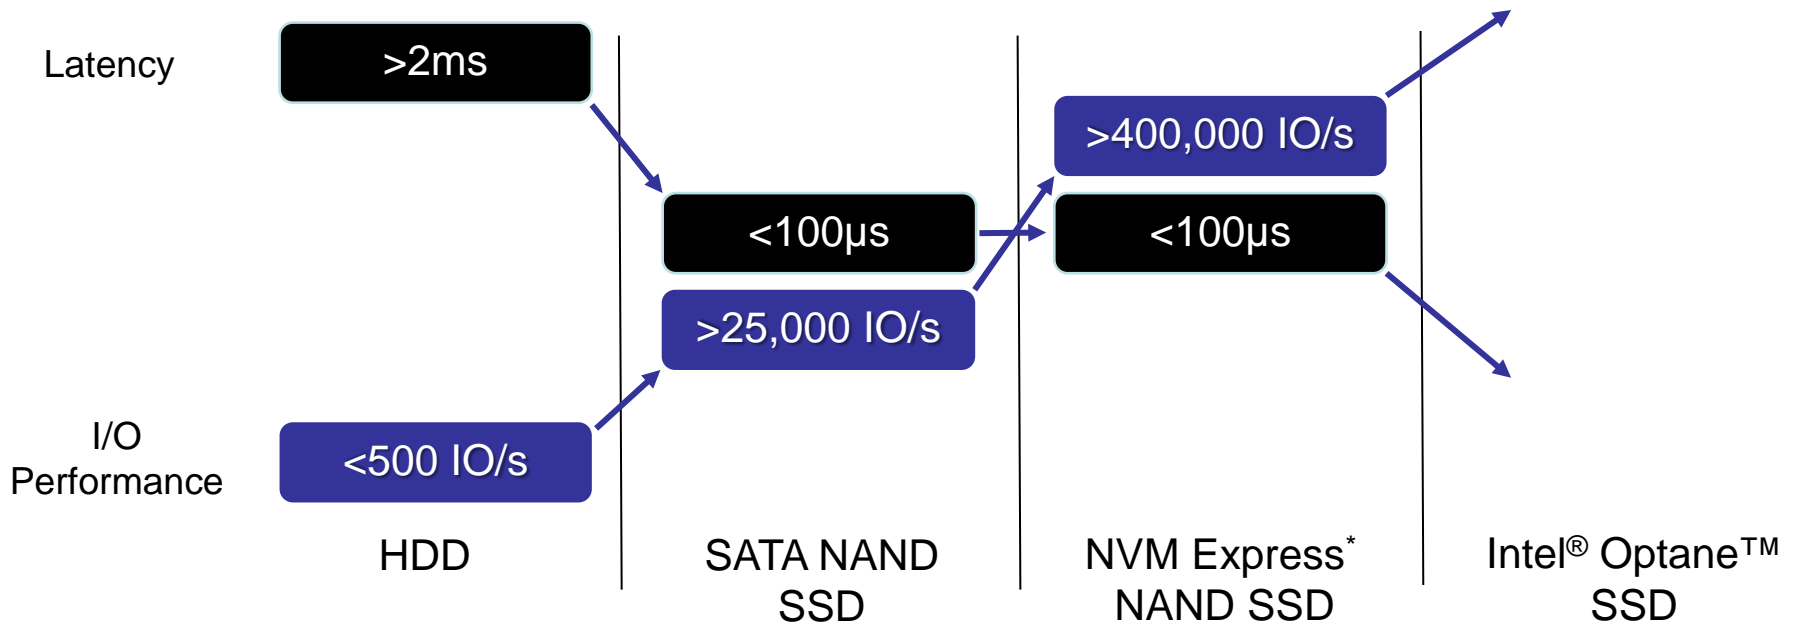 Latency
>2ms
>400,000 IO/s
<100µs
<100µs
>25,000 IO/s
I/O
Performance
<500 IO/s
HDD
SATA NAND
SSD
NVM Express*
NAND SSD
Intel® Optane™
SSD